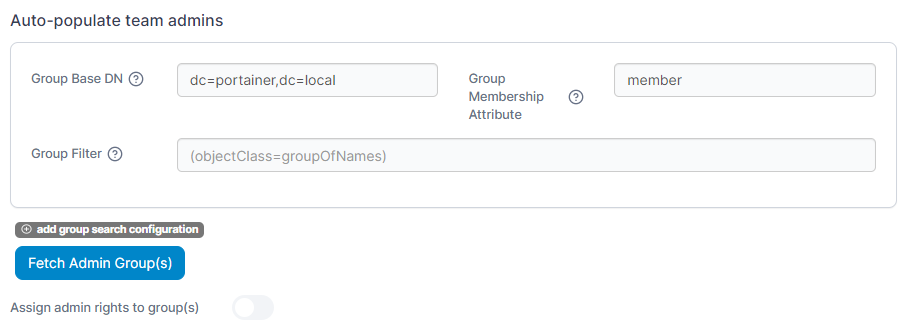 Auto-populate team admins
Group Base DN
dc=portainer,dc=local
Group
Membership
Attribute
member
Group Filter
(objectClass=groupOfNames)
add group search configuration
Fetch Admin Group(s)
Assign admin rights to group(s)